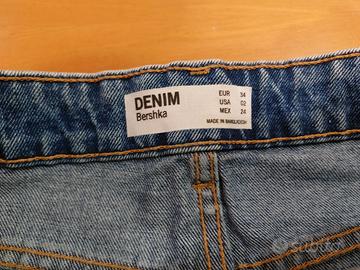 DENIM
Bershka
EUR 34
USA 02
MEX 24
MADE IN BANGLADESH
subito